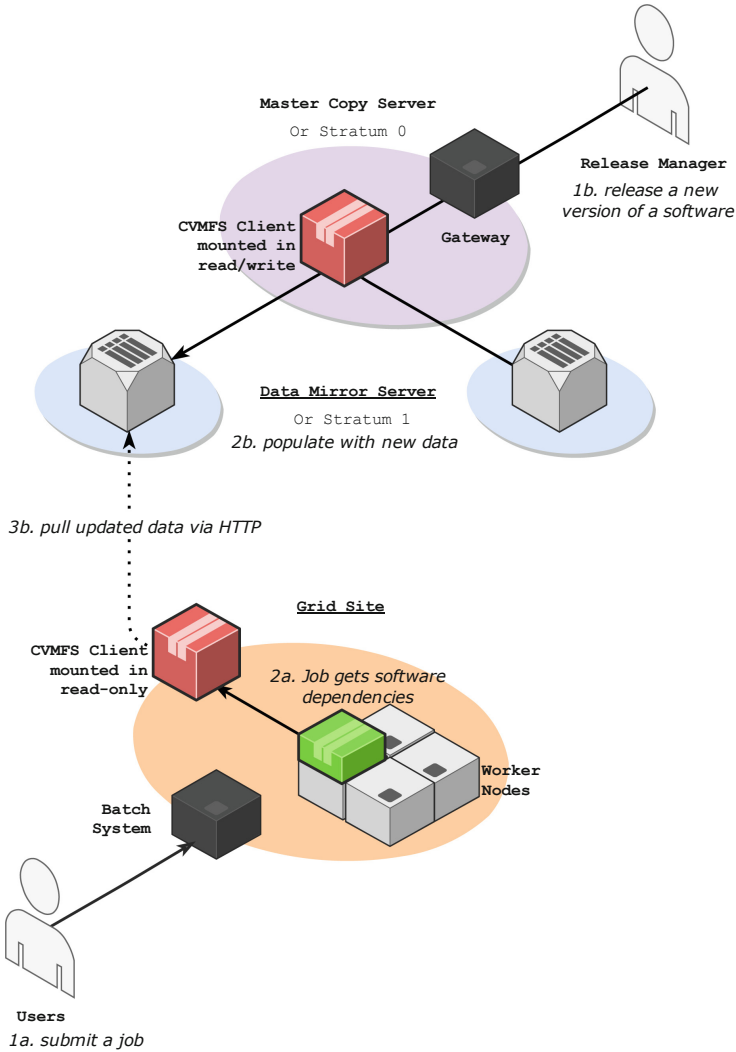 Master Copy Server
Or Stratum 0
Release Manager
1b. release a new
version of a software
CVMFS Client
mounted in
read/write
Gateway
Data Mirror Server
Or Stratum 1
2b. populate with new data
3b. pull updated data via HTTP
Grid Site
CVMFS Client
mounted in
read-only
2a. Job gets software
dependencies
Worker
Nodes
Batch
System
Users
1a. submit a job